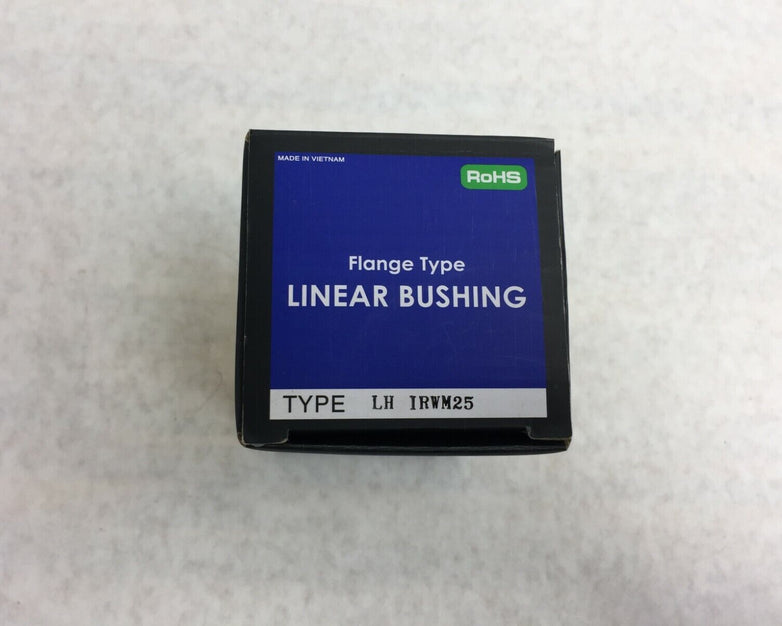 MADE IN VIETNAM
RoHS
Flange Type
LINEAR BUSHING
TYPE LH IRWM25